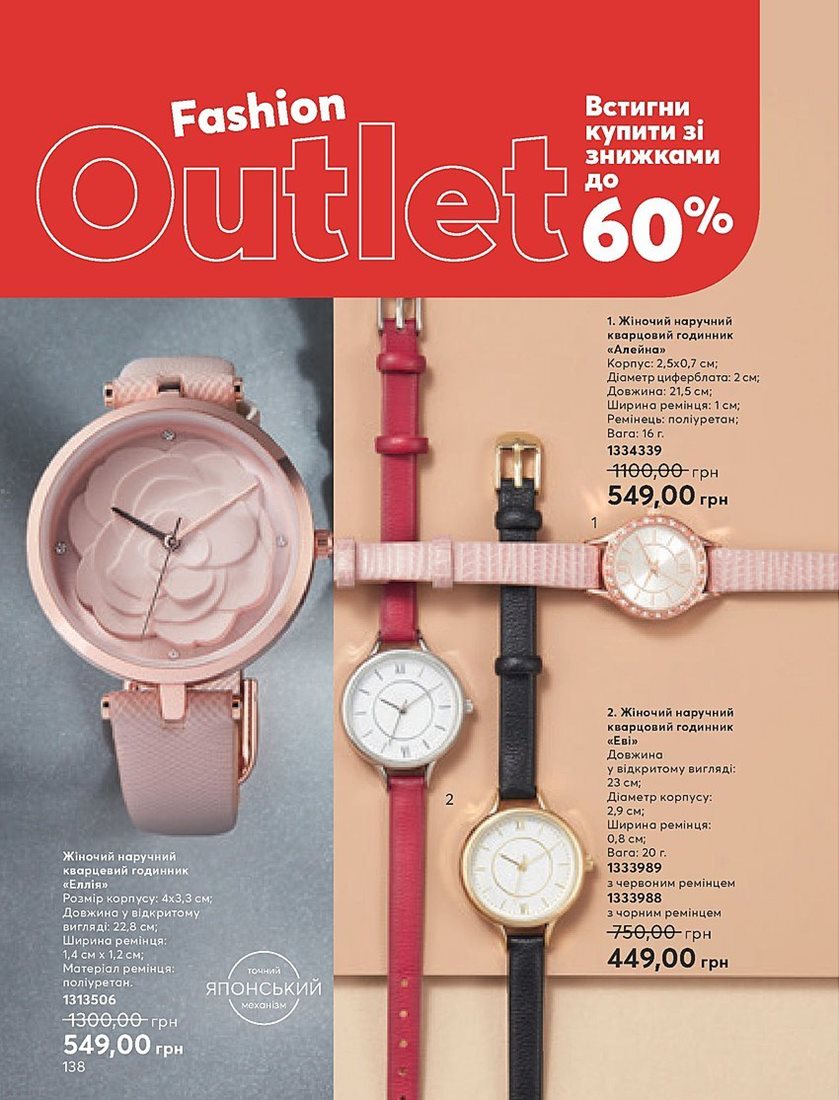 Fashion
Outlet
Встигни
купити зі
знижками
до
60%
1. Жіночий наручний
кварцовий годинник
«Алейна»
Корпус: 2,5х0,7 см;
Діаметр циферблата: 2 см;
Довжина: 21,5 см;
Ширина ремінця: 1 см;
Ремінець: поліуретан;
Вага: 16 г.
1334339
1100,00 грн
549,00 грн
1
2. Жіночий наручний
кварцовий годинник
«Еві»
Довжина
у відкритому вигляді:
23 см;
Діаметр корпусу:
2,9 см;
Ширина ремінця:
0,8 см;
Вага: 20 г.
1333989
з червоним ремінцем
1333988
з чорним ремінцем
750,00 грн
449,00 грн
2
Жіночий наручний
кварцевий годинник
«Еллія»
Розмір корпусу: 4х3,3 см;
Довжина у відкритому
вигляді: 22,8 см;
Ширина ремінця:
1,4 см х 1,2 см;
Матеріал ремінця:
поліуретан.
1313506
1300,00 грн
549,00 грн
138
точний
ЯПОНСЬКИЙ
механізм